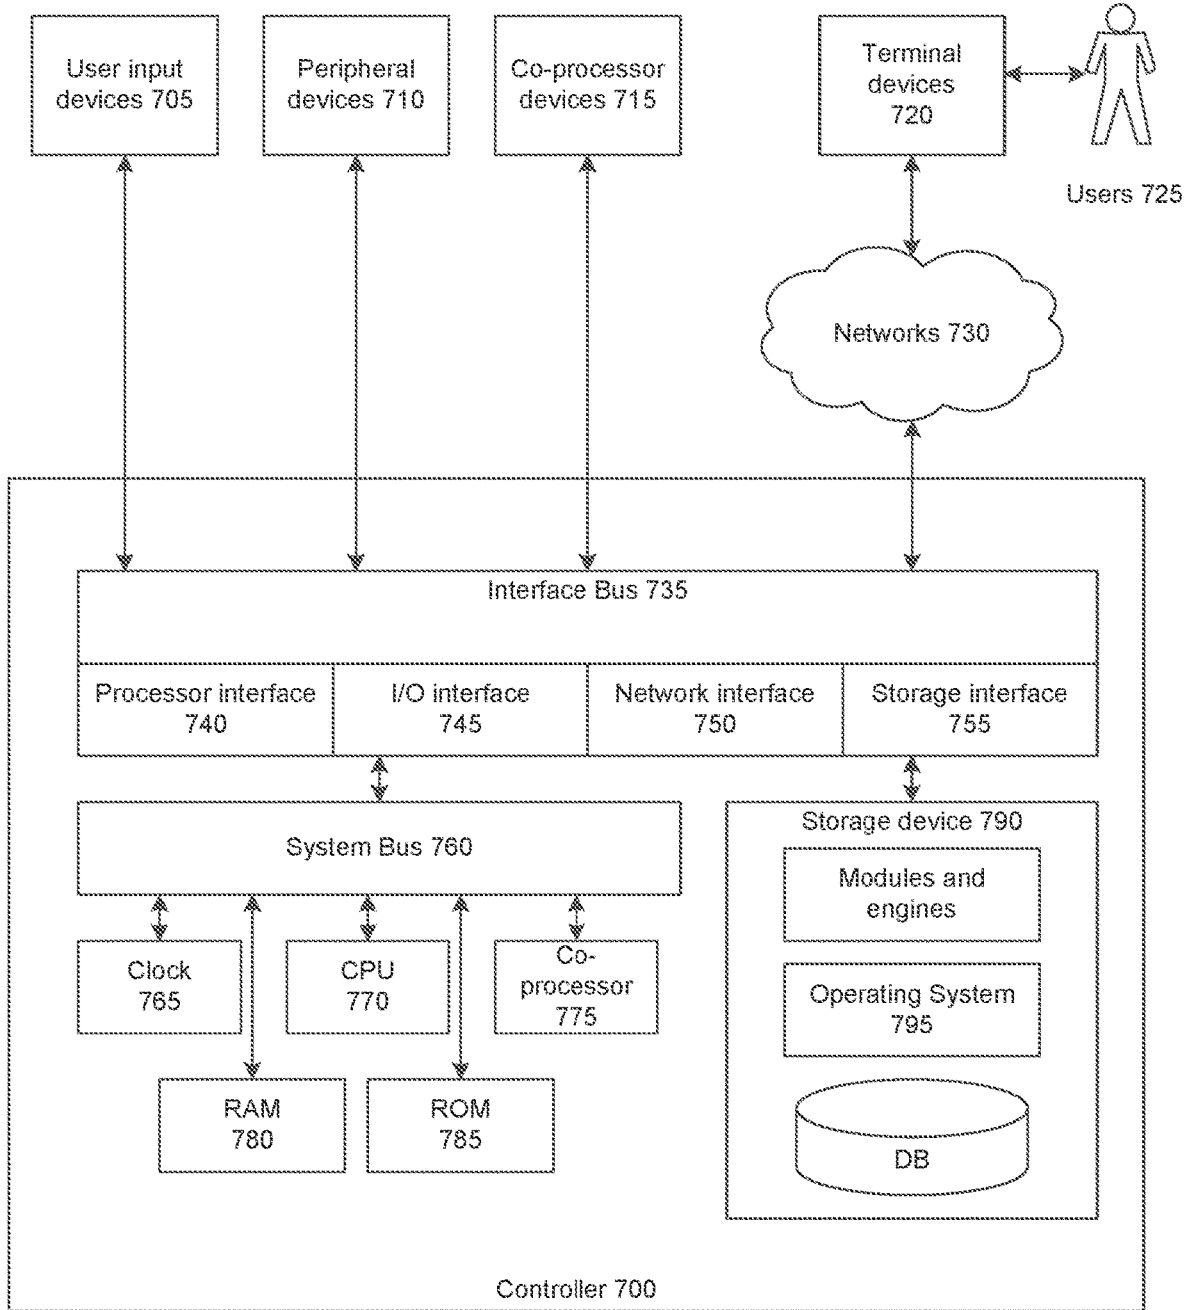 User input
devices 705
Peripheral
devices 710
Co-processor
devices 715
Terminal
devices
720
Users 725
Networks 730
Interface Bus 735
Processor interface
740
I/O interface
745
Network interface
750
Storage interface
755
System Bus 760
Storage device 790
Modules and
engines
Clock
765
CPU
770
Co-
processor
775
Operating System
795
RAM
780
ROM
785
DB
Controller 700